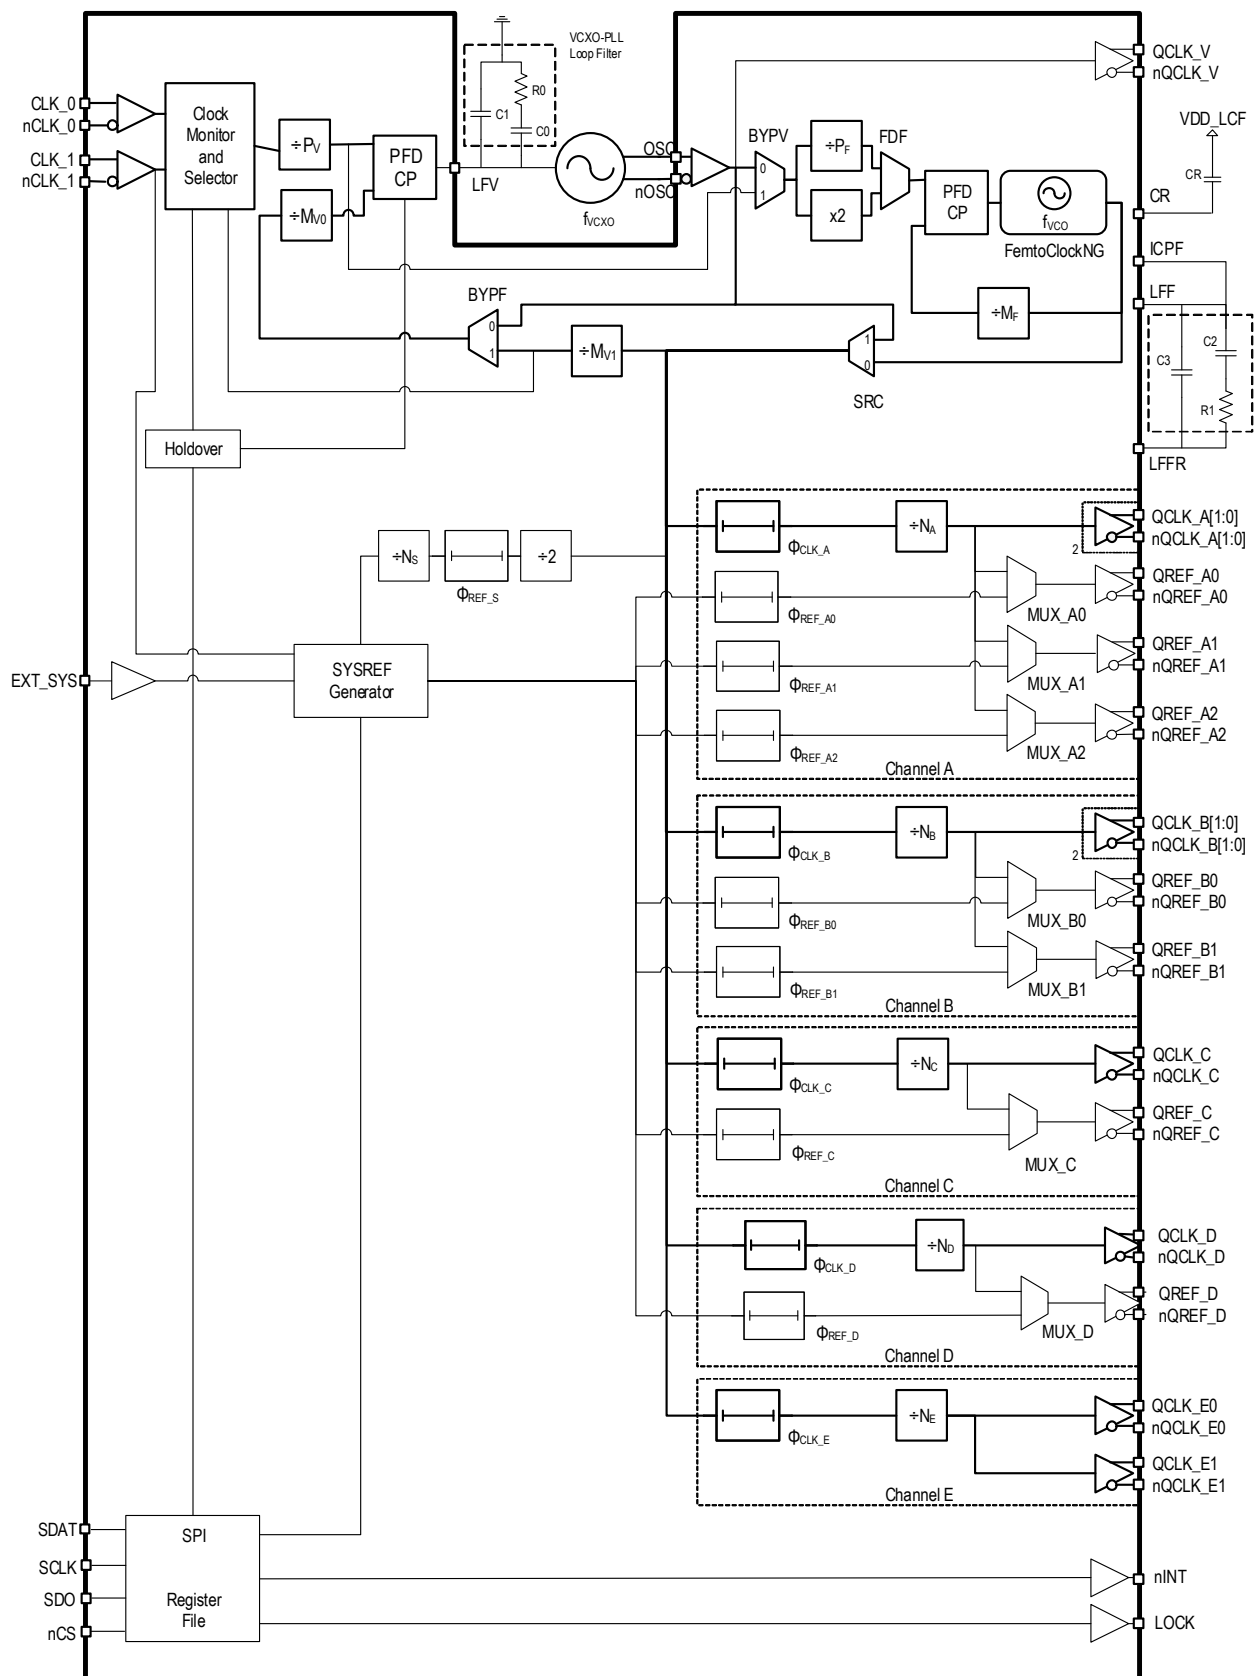 VCXO-PLL
Loop Filter
R0
C1
C0
QCLK_V
nQCLK_V
CLK_0
nCLK_0
CLK_1
nCLK_1
Clock
Monitor
and
Selector
÷PV
PFD
CP
÷MV0
LFV
fVCXO
OSC
nOSC
BYPV
0
1
÷PF
x2
FDF
PFD
CP
fVCO
FemtoClockNG
÷MF
VDD_LCF
CR
CR
ICPF
LFF
C3
C2
R1
LFFR
BYPF
0
1
÷MV1
1
0
SRC
Holdover
÷NS
ΦREF_S
÷2
EXT_SYS
SYSREF
Generator
ΦCLK_A
÷NA
2
QCLK_A[1:0]
nQCLK_A[1:0]
ΦREF_A0
MUX_A0
QREF_A0
nQREF_A0
ΦREF_A1
MUX_A1
QREF_A1
nQREF_A1
ΦREF_A2
MUX_A2
QREF_A2
nQREF_A2
Channel A
ΦCLK_B
÷NB
2
QCLK_B[1:0]
nQCLK_B[1:0]
ΦREF_B0
MUX_B0
QREF_B0
nQREF_B0
ΦREF_B1
MUX_B1
QREF_B1
nQREF_B1
Channel B
ΦCLK_C
÷NC
QCLK_C
nQCLK_C
ΦREF_C
MUX_C
QREF_C
nQREF_C
Channel C
ΦCLK_D
÷ND
QCLK_D
nQCLK_D
ΦREF_D
MUX_D
QREF_D
nQREF_D
Channel D
ΦCLK_E
÷NE
QCLK_E0
nQCLK_E0
QCLK_E1
nQCLK_E1
Channel E
SDAT
SCLK
SDO
nCS
SPI
Register
File
nINT
LOCK